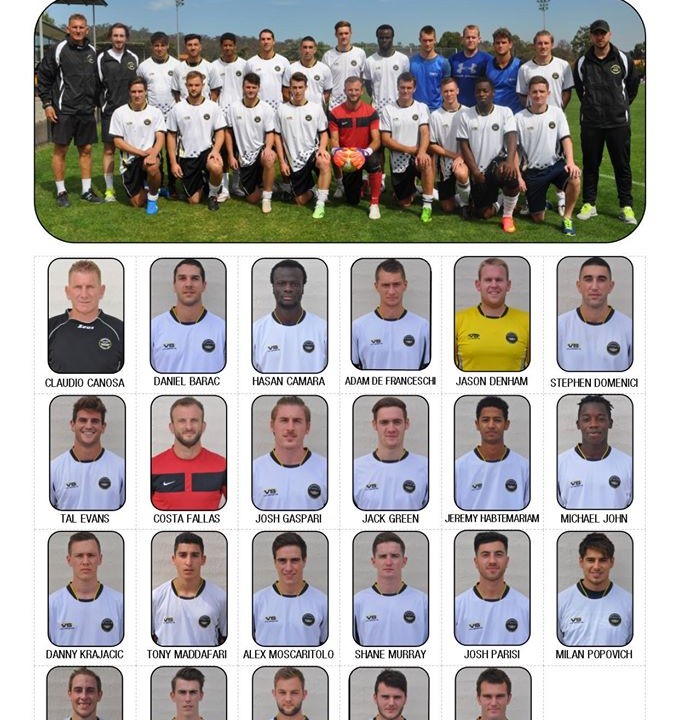 CLAUDIO CANOSA
DANIEL BARAC
HASAN CAMARA
ADAM DE FRANCESCHI
JASON DENHAM
STEPHEN DOMENICI
TAL EVANS
COSTA FALLAS
JOSH GASPARI
JACK GREEN
JEREMY HABTEMARIAM
MICHAEL JOHN
DANNY KRAJACIC
TONY MADDAFARI
ALEX MOSCARITOLO
SHANE MURRAY
JOSH PARISI
MILAN POPOVICH